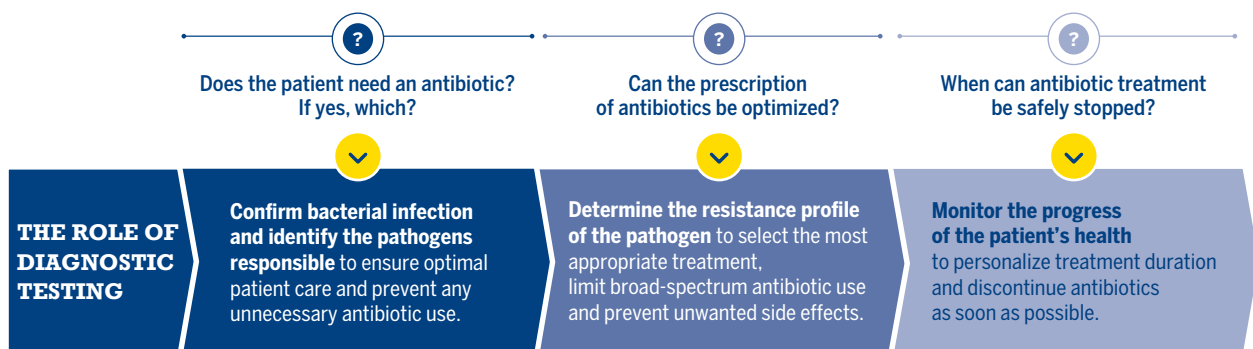 ?
Does the patient need an antibiotic?
If yes, which?
?
Can the prescription
of antibiotics be optimized?
?
When can antibiotic treatment
be safely stopped?
THE ROLE OF
DIAGNOSTIC
TESTING
Confirm bacterial infection
and identify the pathogens
responsible to ensure optimal
patient care and prevent any
unnecessary antibiotic use.
Determine the resistance profile
of the pathogen to select the most
appropriate treatment,
limit broad-spectrum antibiotic use
and prevent unwanted side effects.
Monitor the progress
of the patient’s health
to personalize treatment duration
and discontinue antibiotics
as soon as possible.